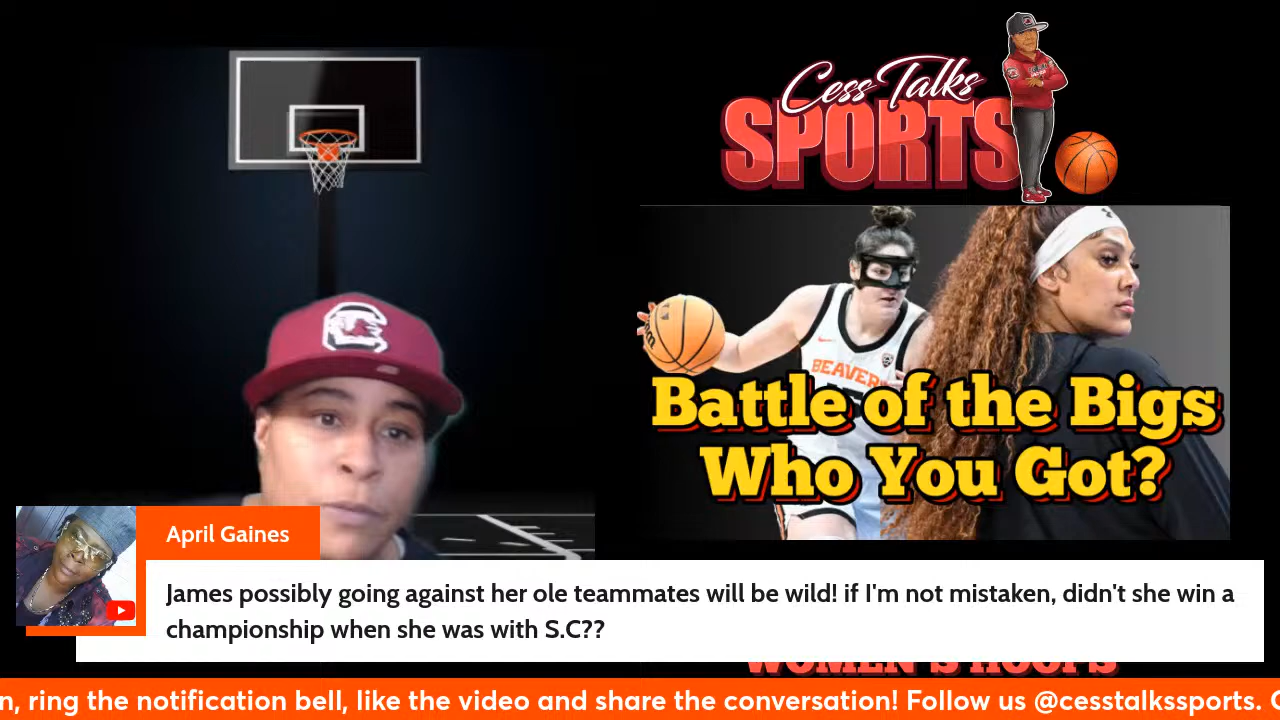 Cess Talks
SPORTS
BEAVERS
Battle of the Bigs
Who You Got?
April Gaines
James possibly going against her ole teammates will be wild! if I'm not mistaken, didn't she win a
championship when she was with S.C??
WOMEN'S HOOPS
n, ring the notification bell, like the video and share the conversation! Follow us @cesstalkssports. C